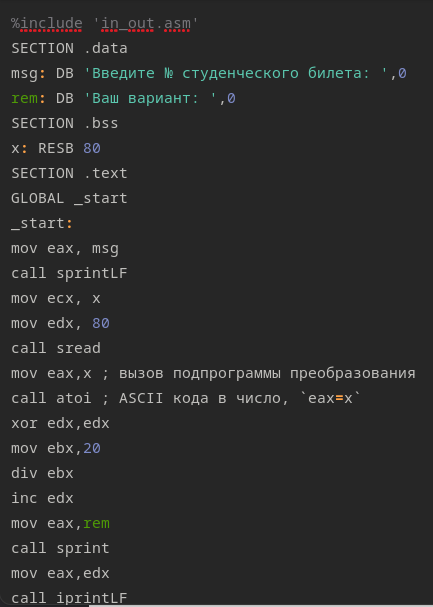 %include 'in_out.asm'
SECTION .data
msg: DB 'Введите № студенческого билета: ',0
rem: DB 'Ваш вариант: ',0
SECTION .bss
x: RESB 80
SECTION .text
GLOBAL _start
_start:
mov eax, msg
call sprintLF
mov ecx, x
mov edx, 80
call sread
mov eax,x ; вызов подпрограммы преобразования
call atoi ; ASCII кода в число, `eax=x`
xor edx,edx
mov ebx,20
div ebx
inc edx
mov eax,rem
call sprint
mov eax,edx
call iprintLF